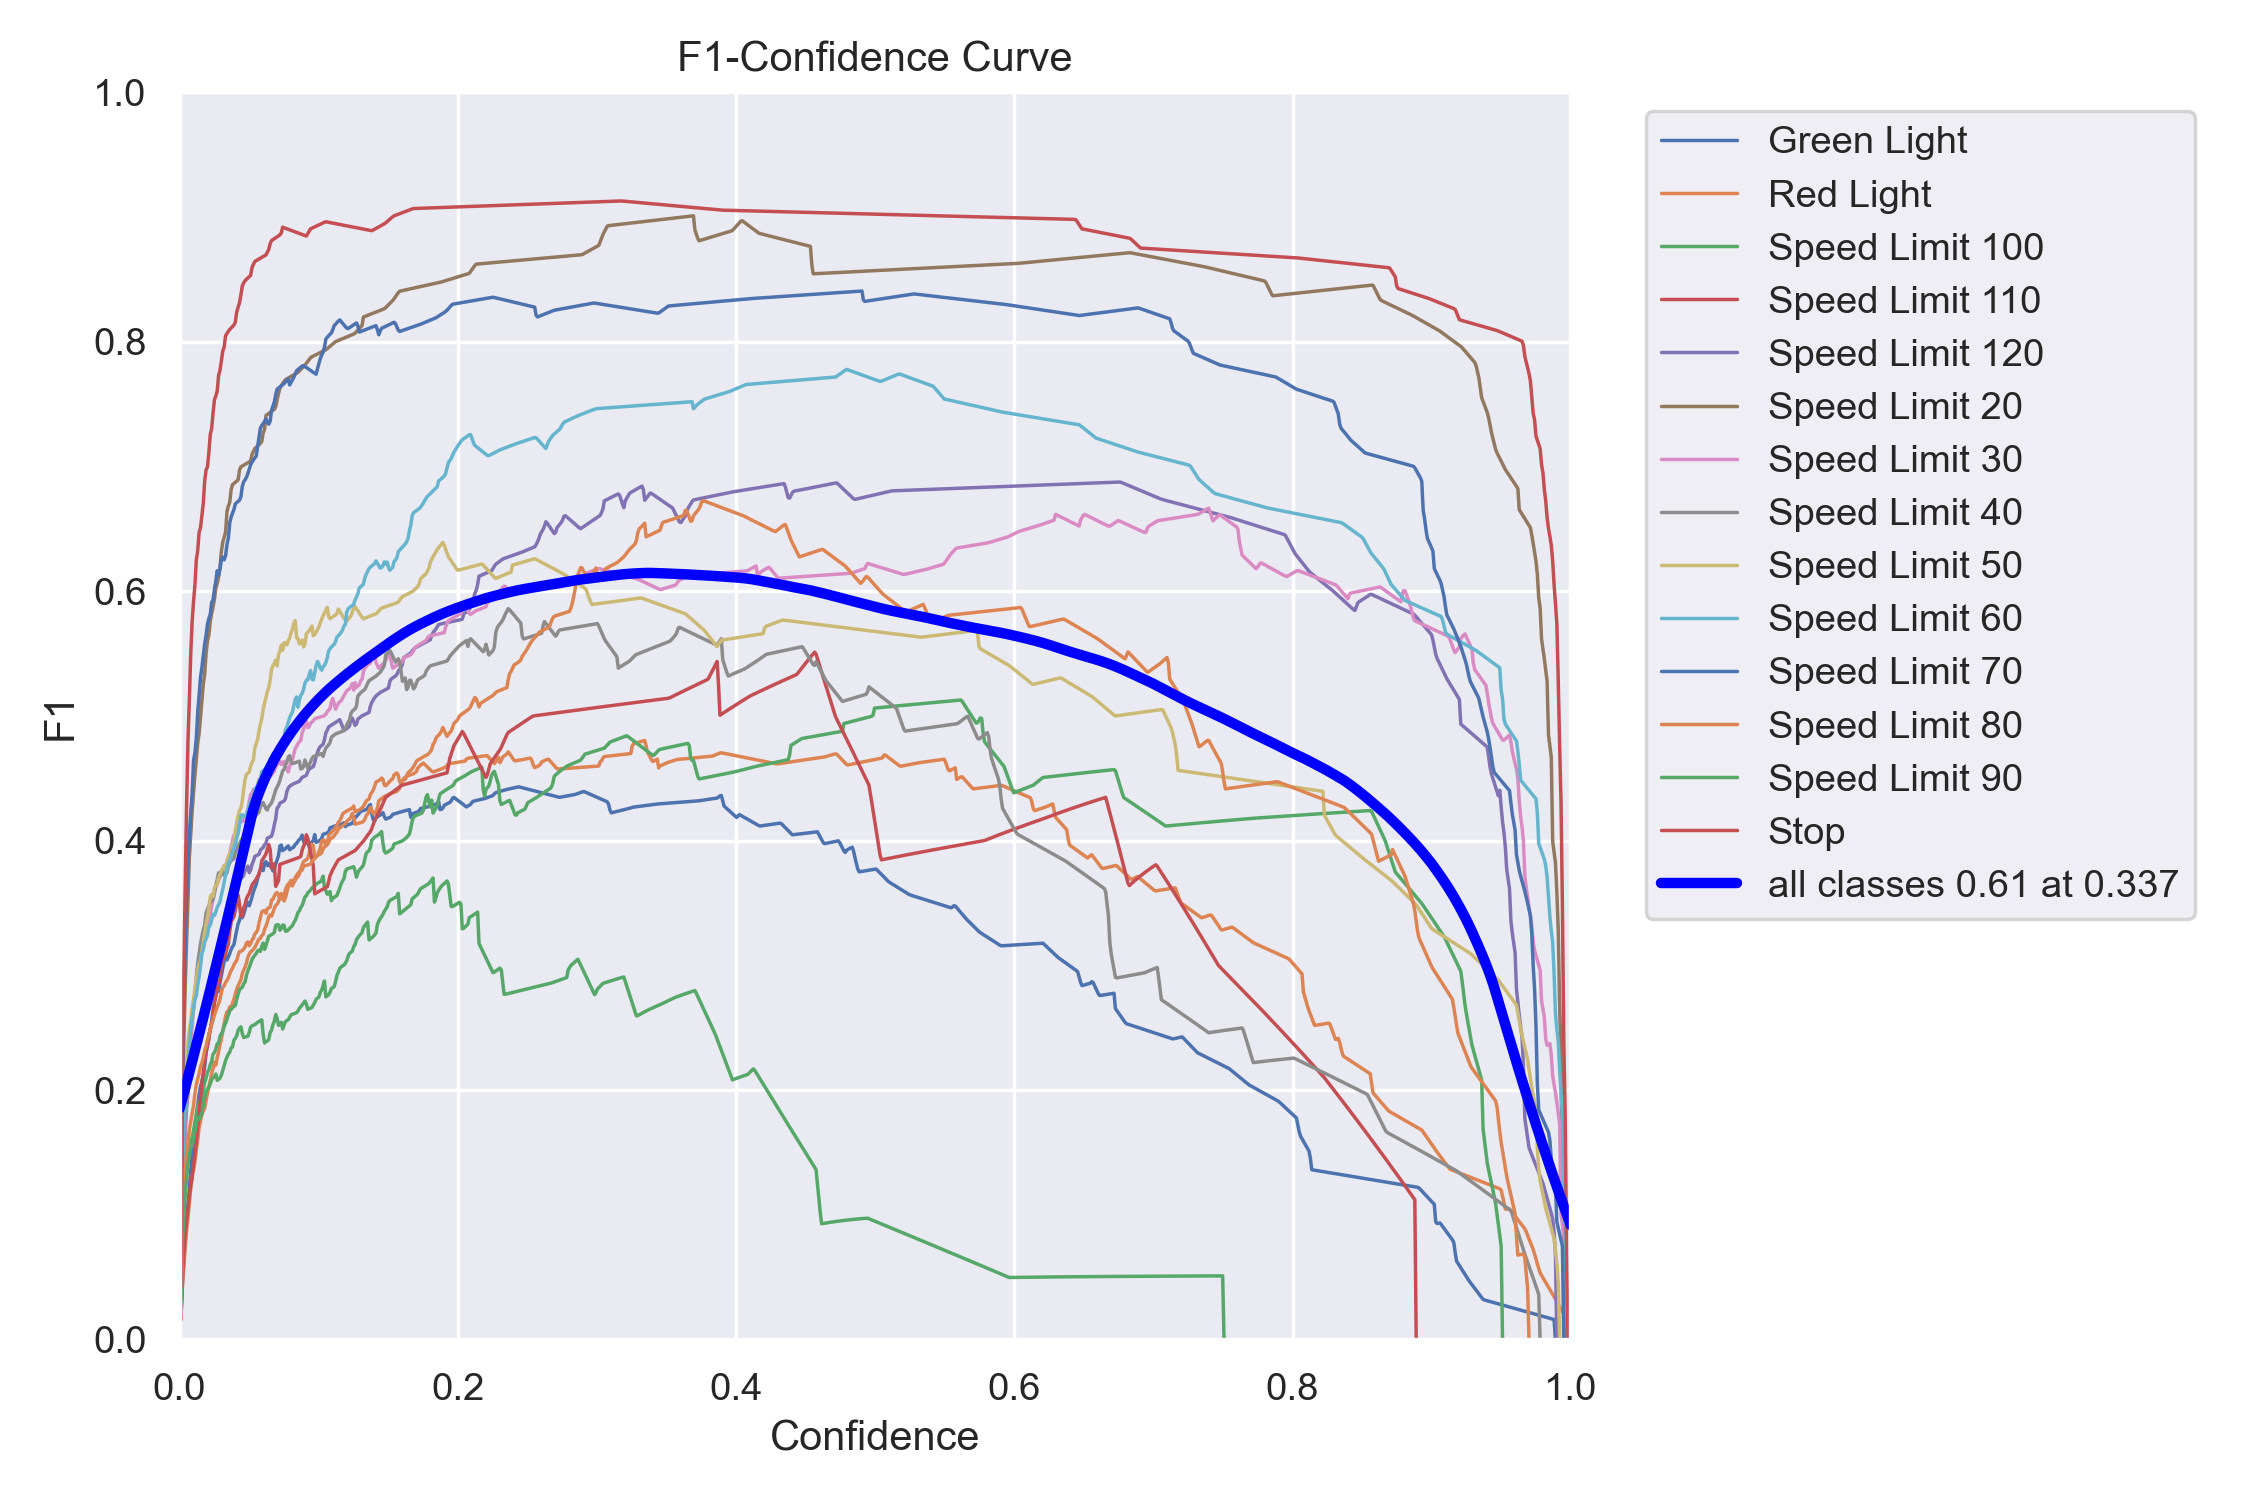 F1-Confidence Curve
1.0
0.8
0.6
0.4
0.2
0.0
F1
0.0 0.2 0.4 0.6 0.8 1.0
Confidence
Green Light
Red Light
Speed Limit 100
Speed Limit 110
Speed Limit 120
Speed Limit 20
Speed Limit 30
Speed Limit 40
Speed Limit 50
Speed Limit 60
Speed Limit 70
Speed Limit 80
Speed Limit 90
Stop
all classes 0.61 at 0.337